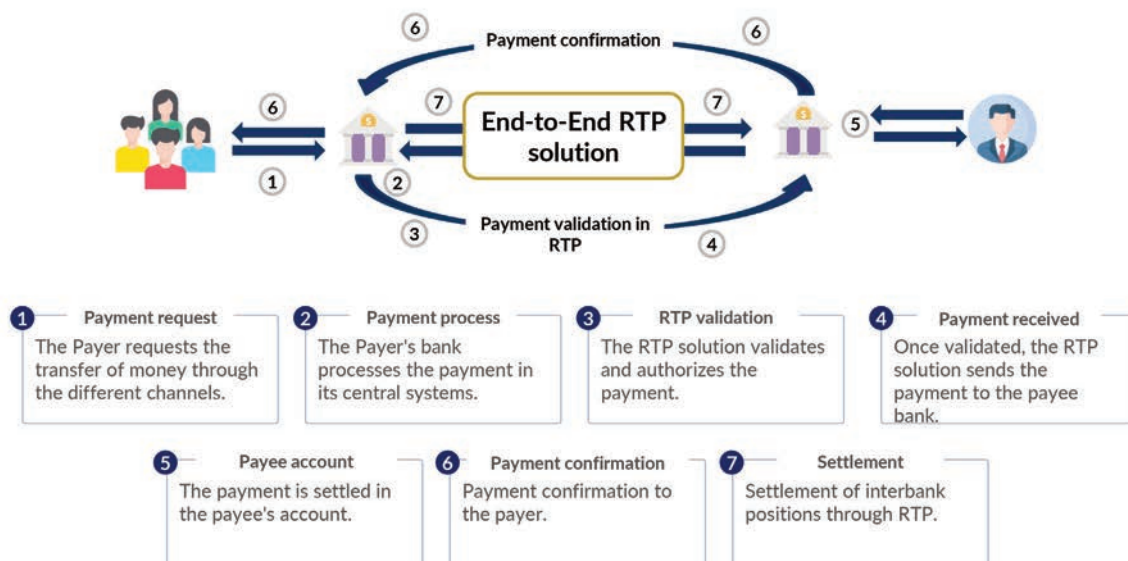 6
Payment confirmation
6
6
7
End-to-End RTP
solution
7
5
1
2
3
Payment validation in
RTP
4
1 Payment request
The Payer requests the
transfer of money through
the different channels.
2 Payment process
The Payer's bank
processes the payment in
its central systems.
3 RTP validation
The RTP solution validates
and authorizes the
payment.
4 Payment received
Once validated, the RTP
solution sends the
payment to the payee
bank.
5 Payee account
The payment is settled in
the payee's account.
6 Payment confirmation
Payment confirmation to
the payer.
7 Settlement
Settlement of interbank
positions through RTP.